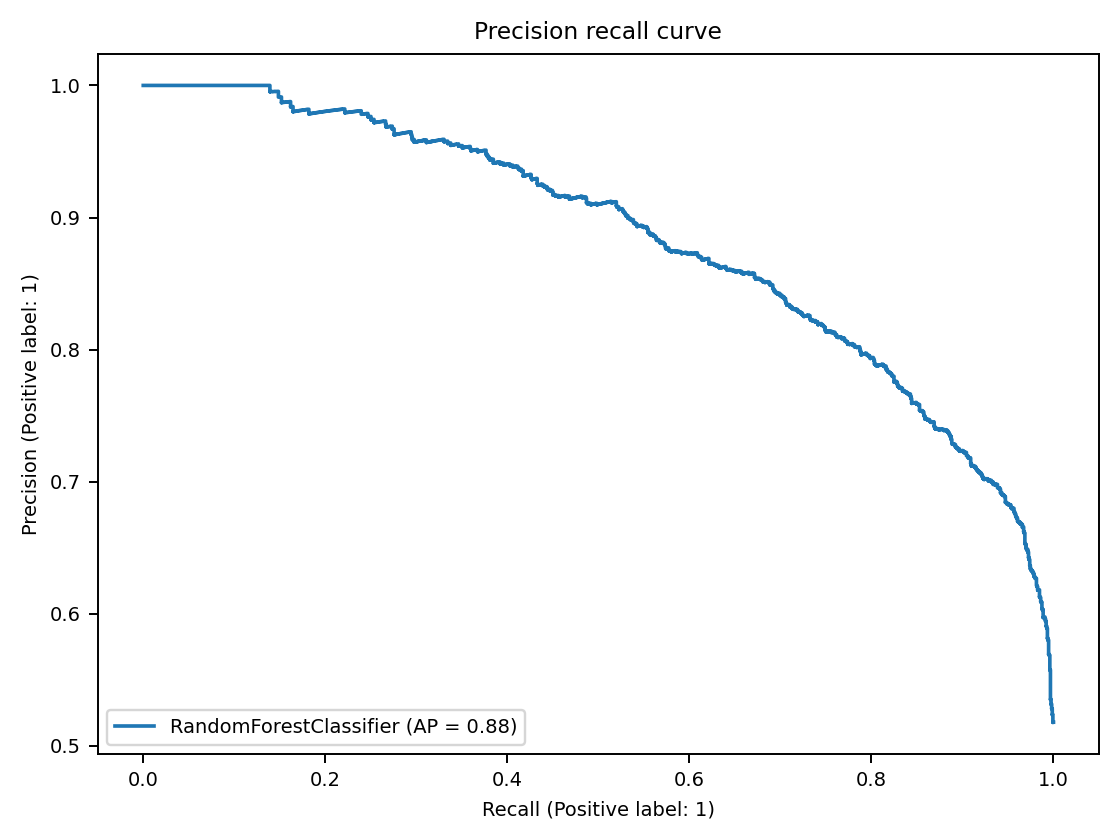 Precision recall curve
1.0
0.9
0.8
0.7
0.6
0.5
Precision (Positive label: 1)
RandomForestClassifier (AP = 0.88)
0.0 0.2 0.4 0.6 0.8 1.0
Recall (Positive label: 1)